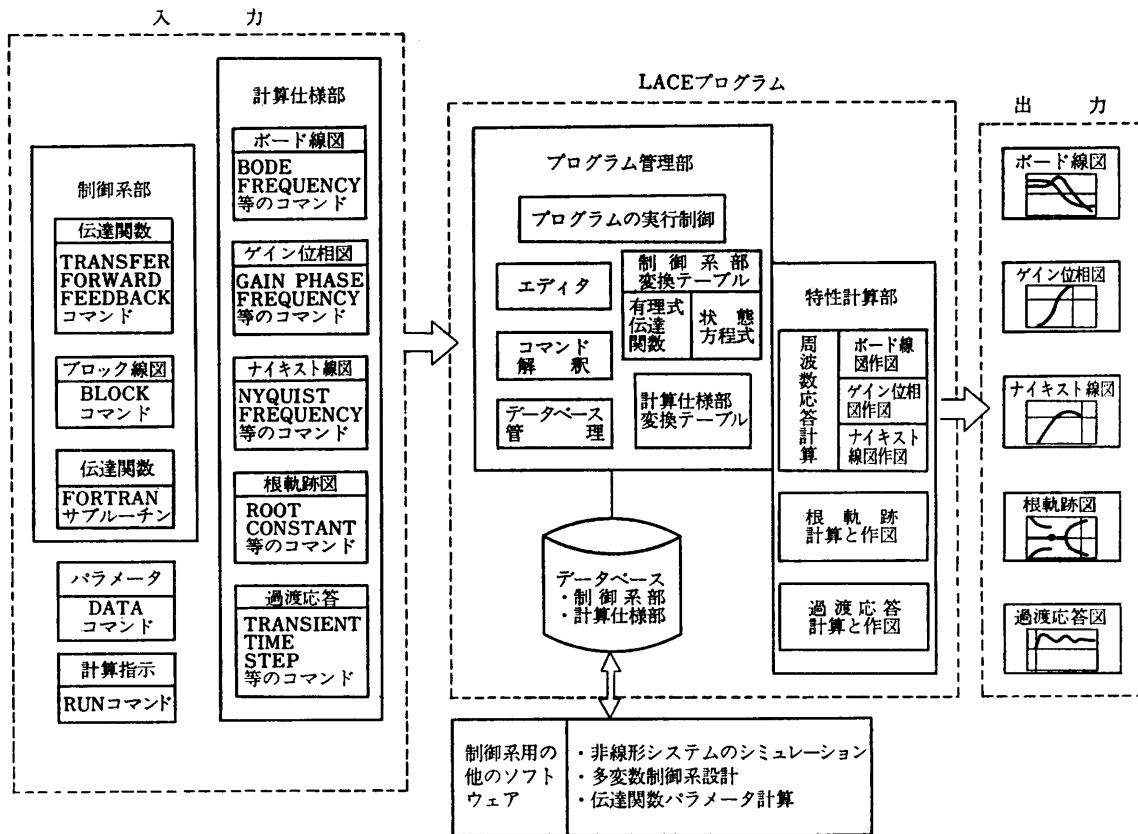 入力
制御系部
伝達関数
TRANSFER
FORWARD
FEEDBACK
コマンド
ブロック線図
BLOCK
コマンド
伝達関数
FORTRAN
サブルーチン
パラメータ
DATA
コマンド
計算指示
RUNコマンド
計算仕様部
ボード線図
BODE
FREQUENCY
等のコマンド
ゲイン位相図
GAIN PHASE
FREQUENCY
等のコマンド
ナイキスト線図
NYQUIST
FREQUENCY
等のコマンド
根軌跡図
ROOT
CONSTANT
等のコマンド
過渡応答
TRANSIENT
TIME
STEP
等のコマンド
LACEプログラム
プログラム管理部
プログラムの実行制御
エディタ
コマンド
解釈
データベース
管理
制御系部
変換テーブル
有理式
伝達
関数
状態
方程式
計算仕様部
変換テーブル
データベース
・制御系部
・計算仕様部
特性計算部
周波数応答計算
ボード線
図作図
ゲイン位相
図作図
ナイキスト
線図作図
根軌跡
計算と作図
過渡応答
計算と作図
制御系用の
他のソフト
ウェア
・非線形システムのシミュレーション
・多変数制御系設計
・伝達関数パラメータ計算
出力
ボード線図
ゲイン位相図
ナイキスト線図
根軌跡図
過渡応答図